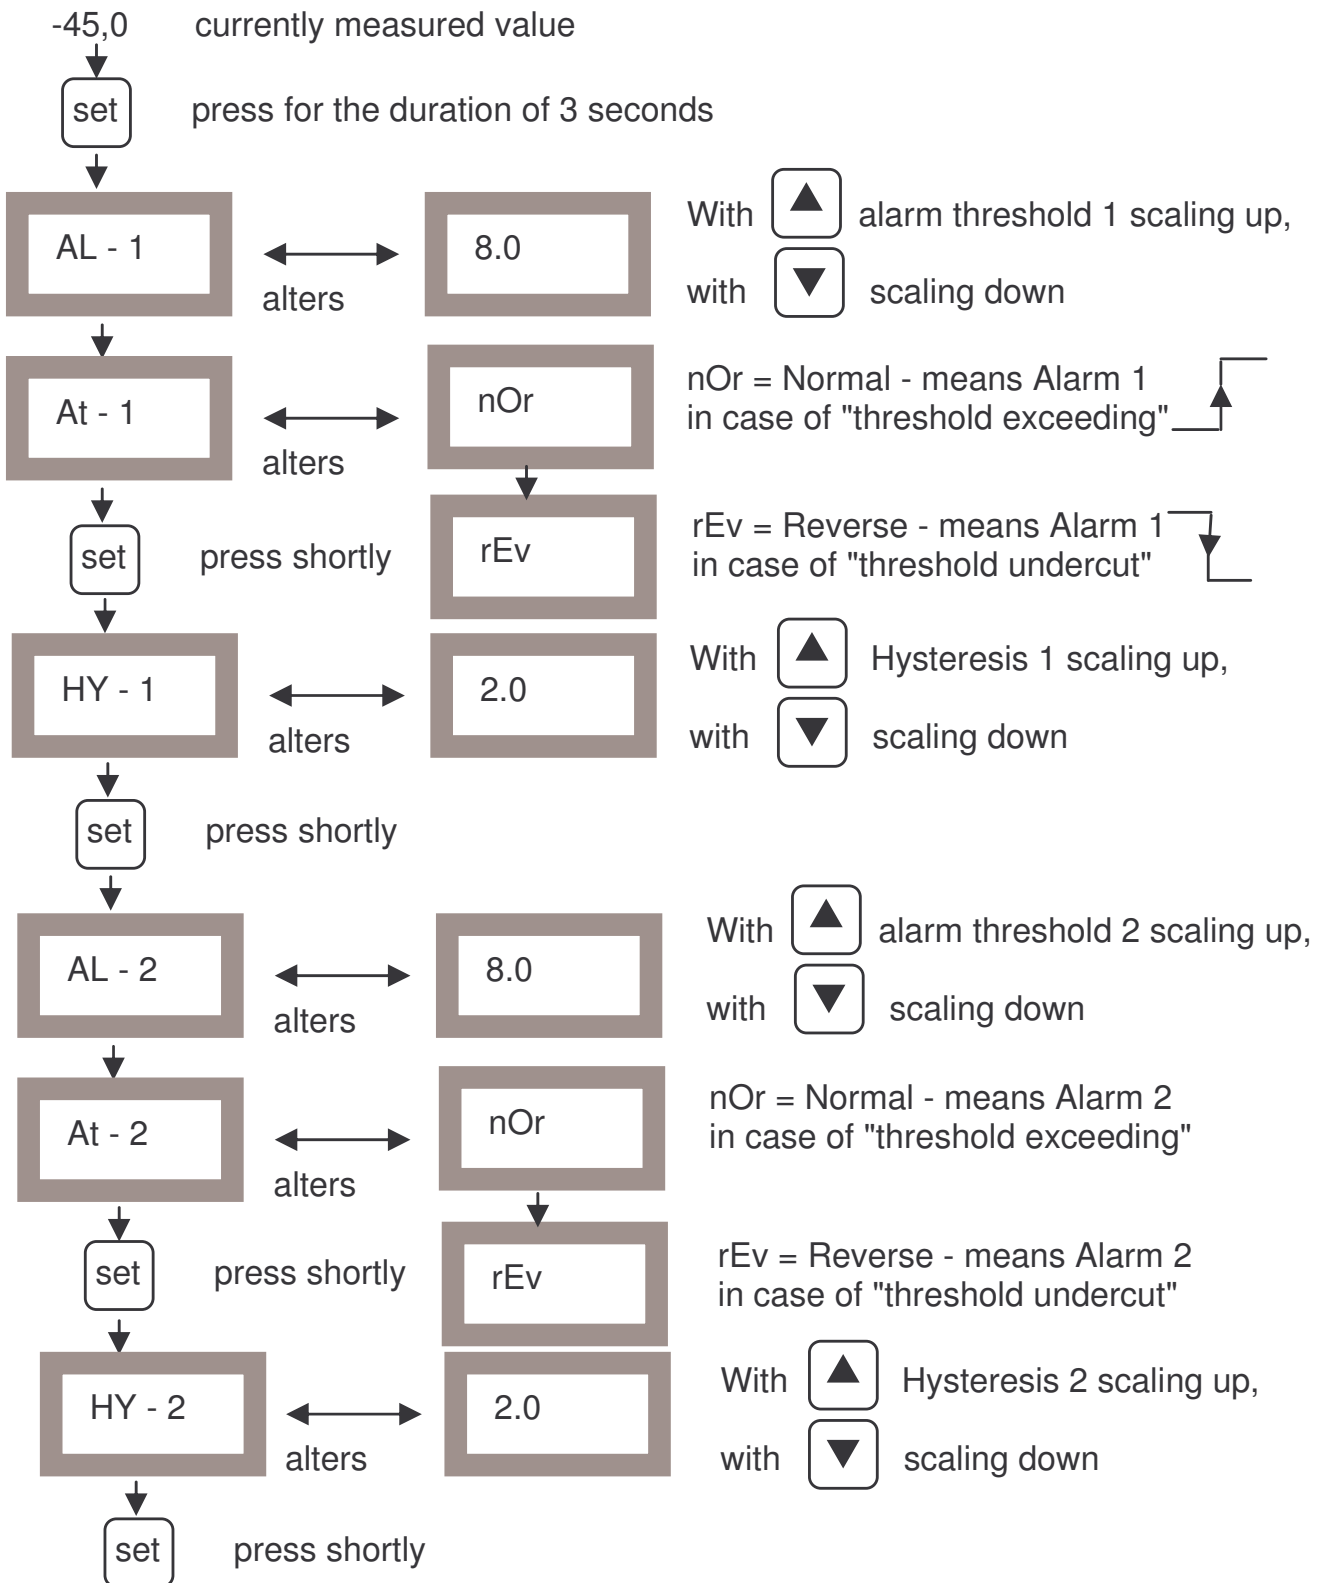 -45,0 currently measured value
set press for the duration of 3 seconds
AL - 1 alters 8.0
With ▲ alarm threshold 1 scaling up,
with ▼ scaling down
At - 1 alters nOr
nOr = Normal - means Alarm 1
in case of "threshold exceeding"
set press shortly
rEv
rEv = Reverse - means Alarm 1
in case of "threshold undercut"
HY - 1 alters 2.0
With ▲ Hysteresis 1 scaling up,
with ▼ scaling down
set press shortly
AL - 2 alters 8.0
With ▲ alarm threshold 2 scaling up,
with ▼ scaling down
At - 2 alters nOr
nOr = Normal - means Alarm 2
in case of "threshold exceeding"
set press shortly
rEv
rEv = Reverse - means Alarm 2
in case of "threshold undercut"
HY - 2 alters 2.0
With ▲ Hysteresis 2 scaling up,
with ▼ scaling down
set press shortly